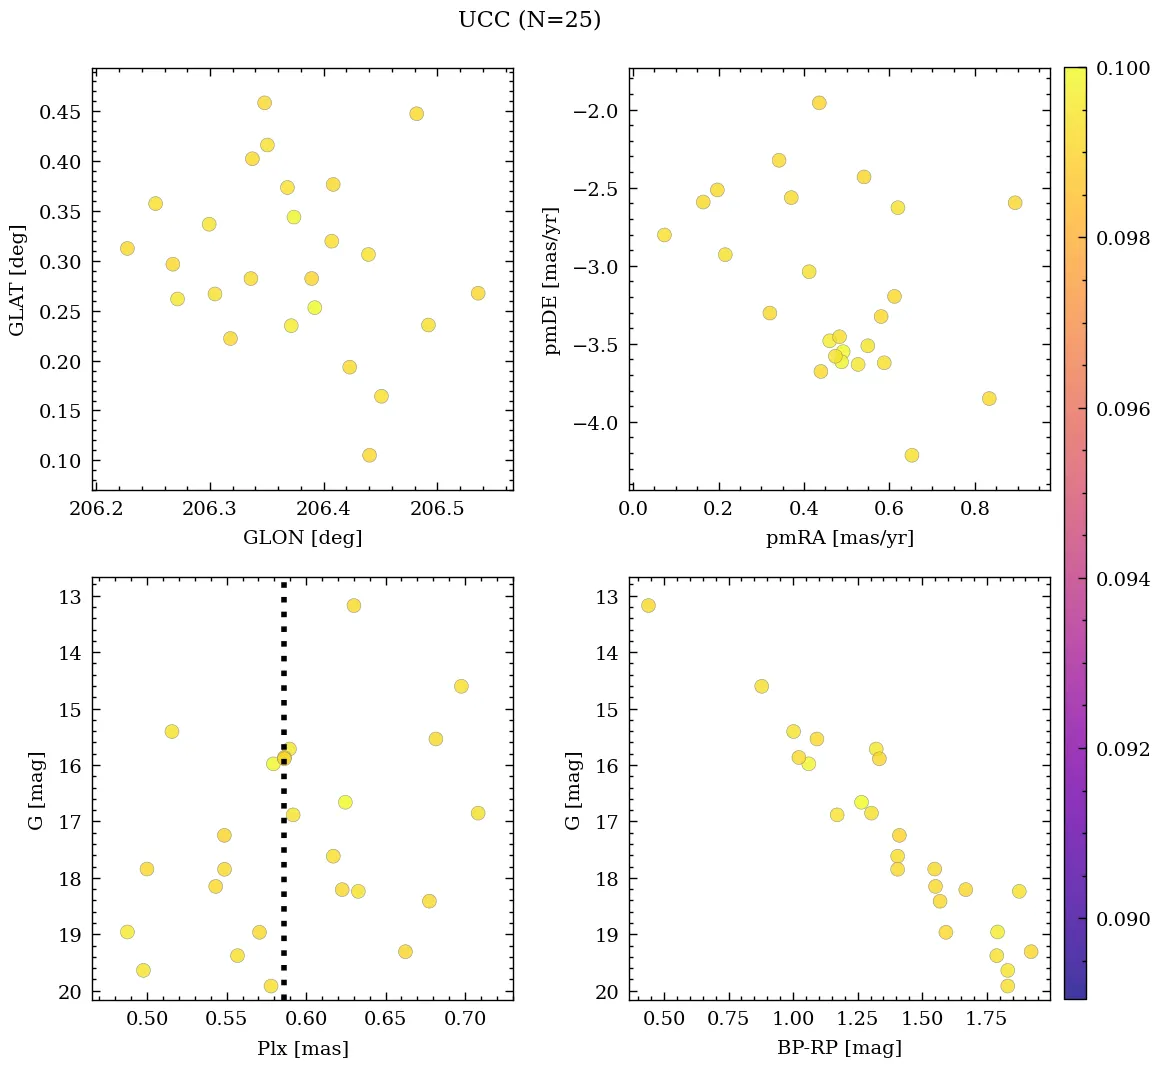 UCC (N=25)
0.45
0.40
0.35
0.30
0.25
0.20
0.15
0.10
GLAT [deg]
206.2 206.3 206.4 206.5
GLON [deg]
−2.0
−2.5
−3.0
−3.5
−4.0
pmDE [mas/yr]
0.0 0.2 0.4 0.6 0.8
pmRA [mas/yr]
0.100
0.098
0.096
0.094
0.092
0.090
13
14
15
16
17
18
19
20
G [mag]
0.50 0.55 0.60 0.65 0.70
Plx [mas]
13
14
15
16
17
18
19
20
G [mag]
0.50 0.75 1.00 1.25 1.50 1.75
BP-RP [mag]